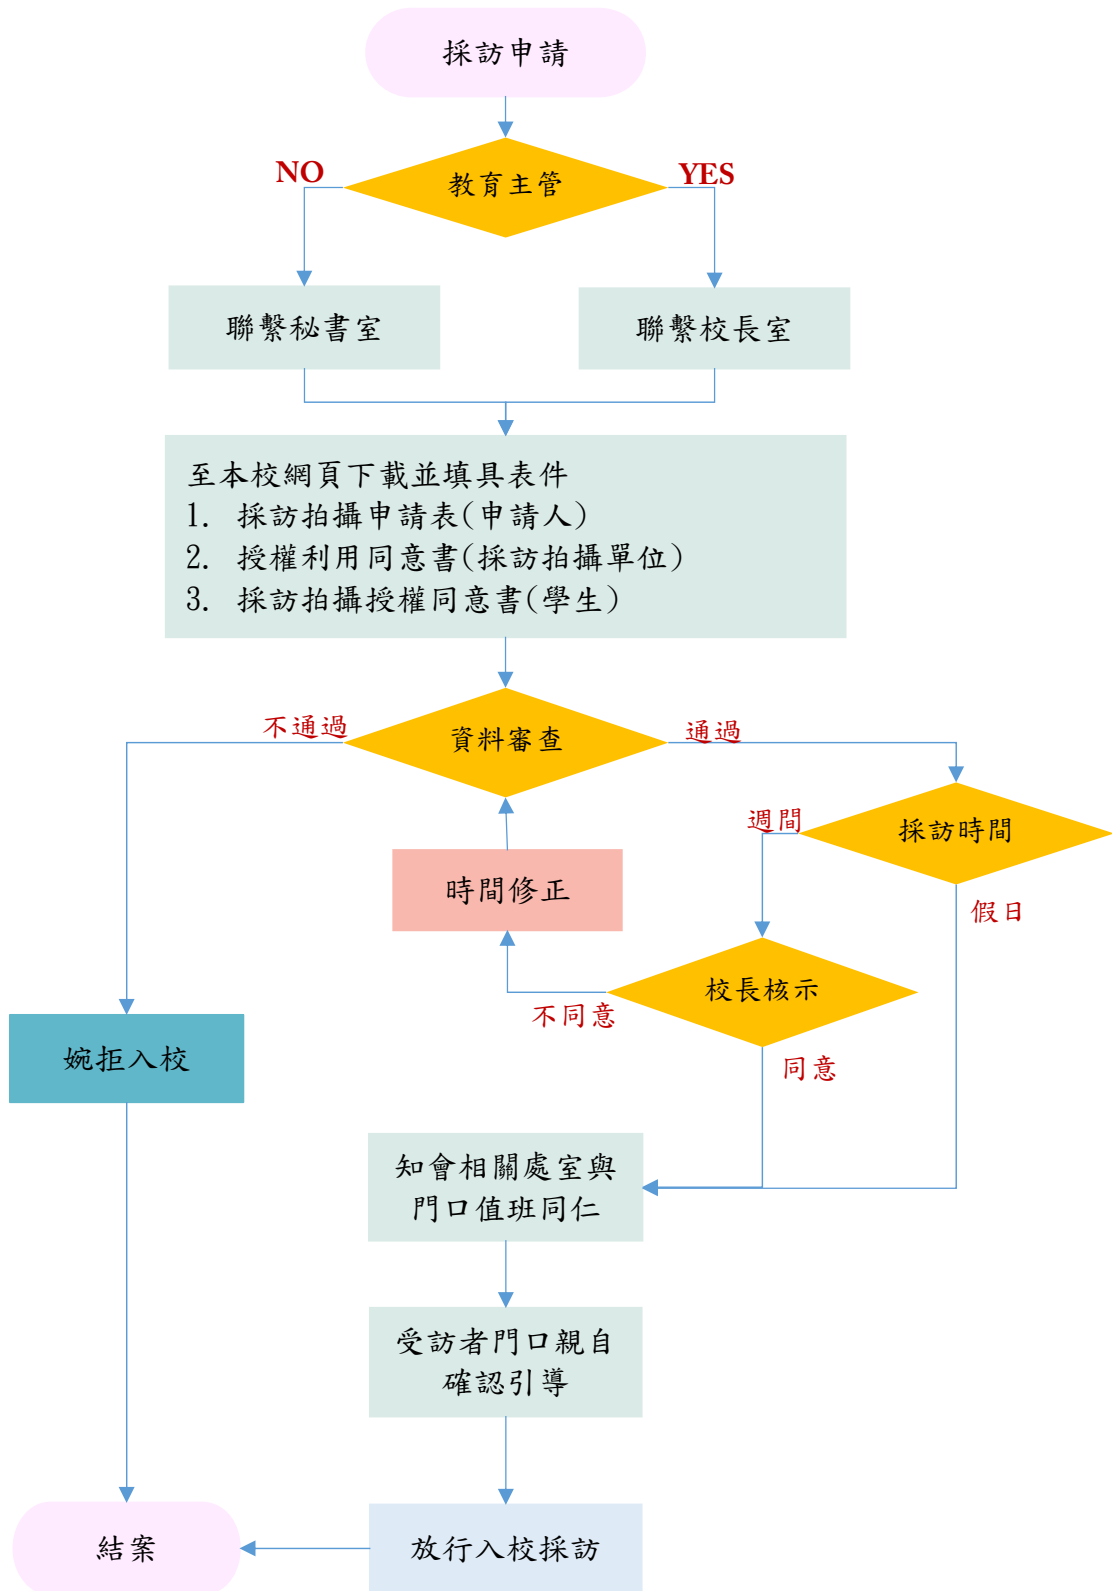 採訪申請
NO
YES
教育主管
聯繫秘書室
聯繫校長室
至本校網頁下載並填具表件
1. 採訪拍攝申請表(申請人)
2. 授權利用同意書(採訪拍攝單位)
3. 採訪拍攝授權同意書(學生)
不通過
資料審查
通過
週間
採訪時間
時間修正
假日
校長核示
不同意
婉拒入校
同意
知會相關處室與
門口值班同仁
受訪者門口親自
確認引導
結案
放行入校採訪